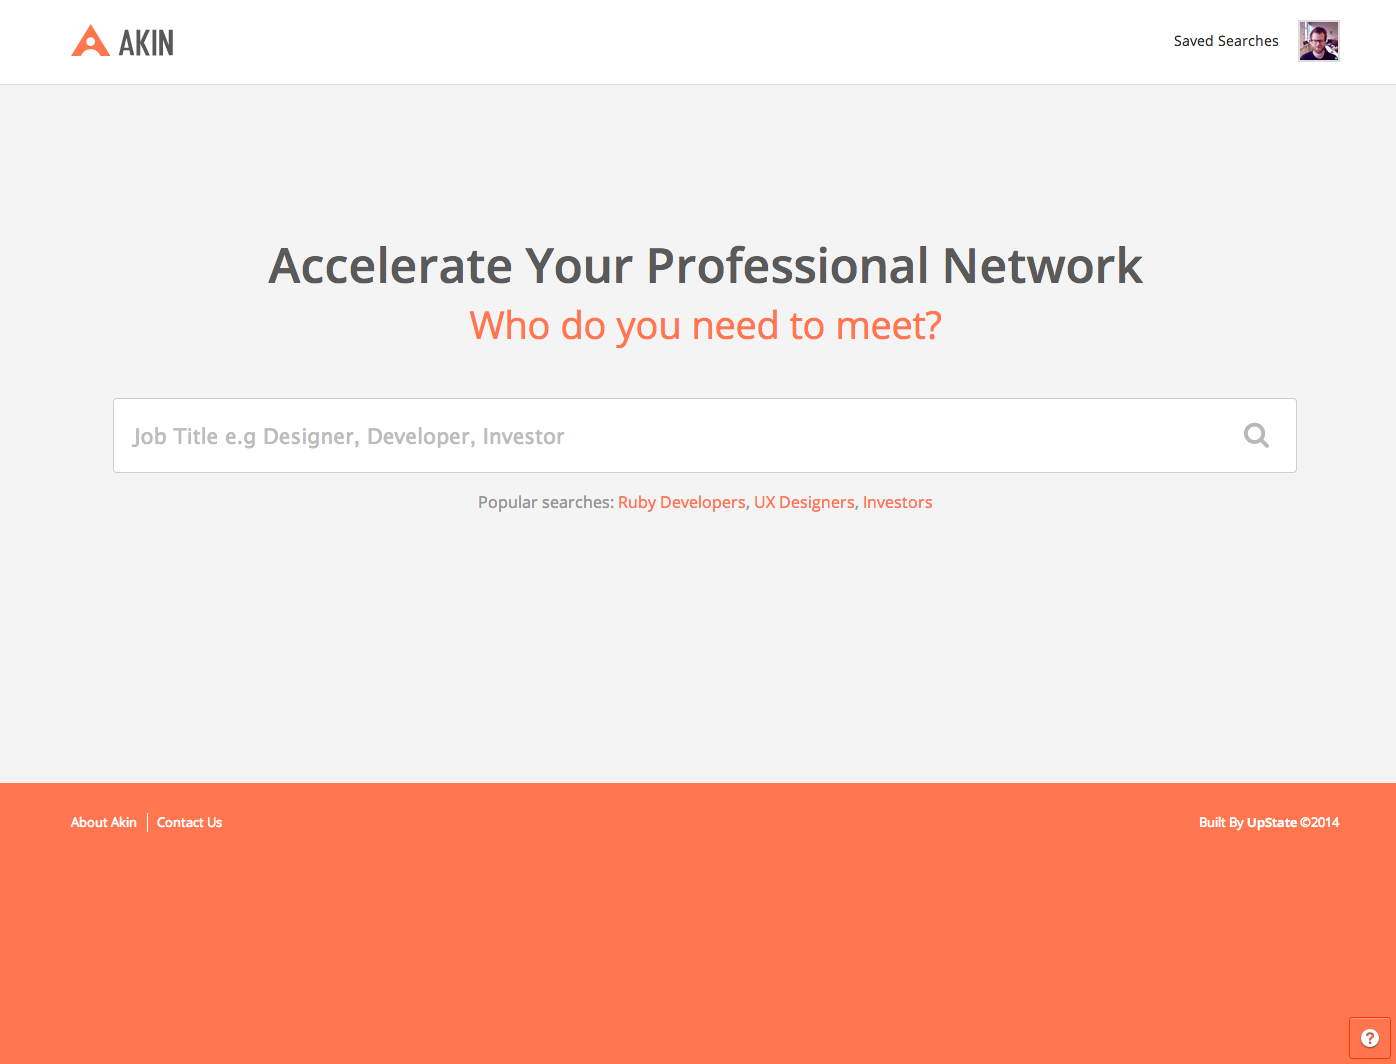 AKIN
Saved Searches
Accelerate Your Professional Network
Who do you need to meet?
Job Title e.g Designer, Developer, Investor
Popular searches: Ruby Developers, UX Designers, Investors
About Akin
Contact Us
Built By UpState ©2014
?